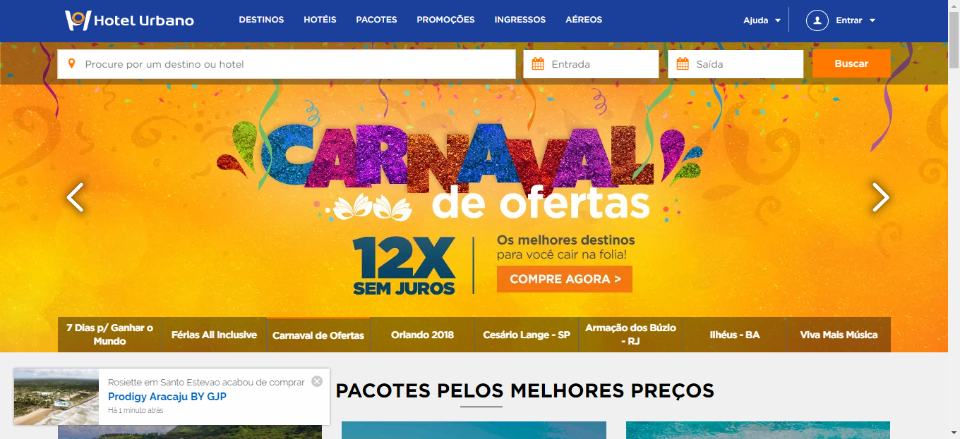 Hotel Urbano
DESTINOS HOTÉIS PACOTES PROMOÇÕES INGRESSOS AÉREOS
Ajuda Entrar
Procure por um destino ou hotel
Entrada
Saída
Buscar
CARNAVAL
de ofertas
12X
SEM JUROS
Os melhores destinos
para você cair na folia!
COMPRE AGORA >
7 Dias p/ Ganhar o
Mundo
Férias All Inclusive
Carnaval de Ofertas
Orlando 2018
Cesário Lange - SP
Armação dos Búzio
- RJ
Ilhéus - BA
Viva Mais Música
Rosiette em Santo Estevao acabou de comprar
Prodigy Aracaju BY GJP
Há 1 minuto atrás
PACOTES PELOS MELHORES PREÇOS